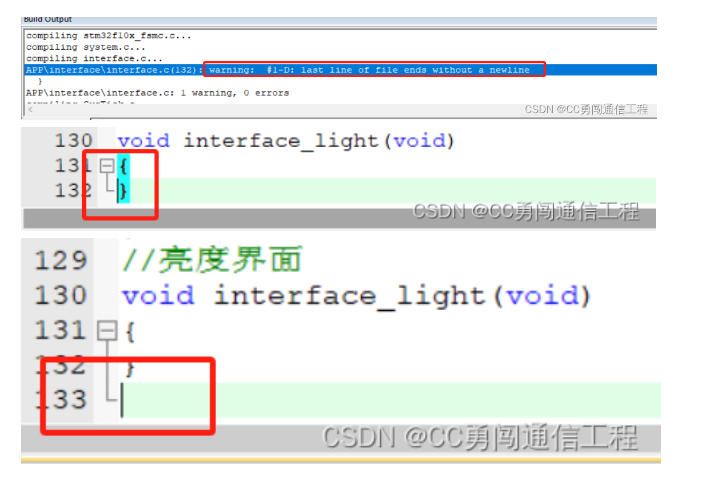 Build Output
compiling stm32f10x_fsmc.c...
compiling system.c...
compiling interface.c...
APP\interface\interface.c(132): warning:  #1-D: last line of file ends without a newline
}
APP\interface\interface.c: 1 warning, 0 errors
compiling SysTick.c...
CSDN @CC勇闯通信工程
130 void interface_light(void)
131 {
132 }
CSDN @CC勇闯通信工程
129 //亮度界面
130 void interface_light(void)
131 {
132 }
133
CSDN @CC勇闯通信工程